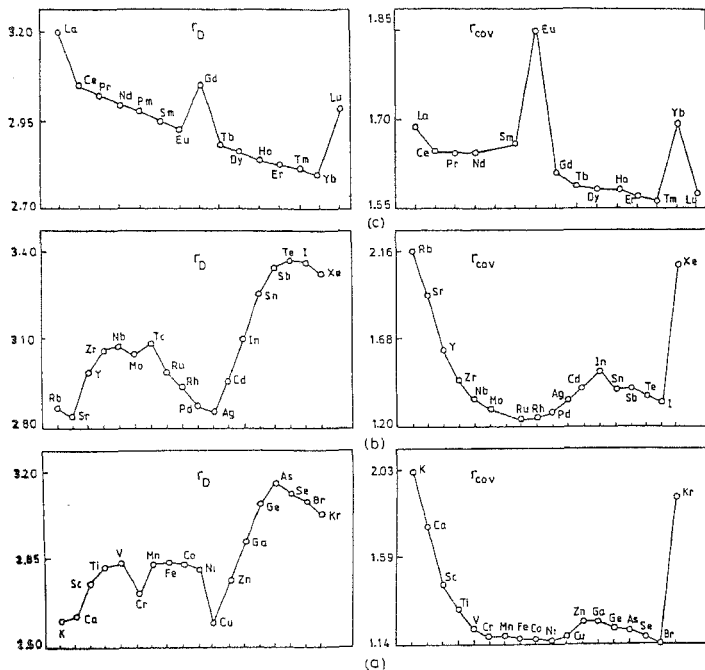 3.20
La
r_D
Gd
Ce
Pr
Nd
Pm
Sm
Eu
Tb
Dy
Ho
Er
Tm
Yb
Lu
2.95
2.70
1.85
r_cov
Eu
1.70
La
Ce
Pr
Nd
Sm
Gd
Tb
Dy
Ho
Er
Tm
Yb
Lu
1.55
(c)
3.40
r_D
Te
I
Sb
Xe
Sn
3.10
Zr
Nb
Tc
Y
Mo
Ru
Rh
In
Cd
Rb
Sr
Pd
Ag
2.80
2.16
Rb
r_cov
Xe
Sr
1.68
Y
Zr
Nb
Mo
Ru
Rh
Pd
Ag
Cd
In
Sn
Sb
Te
I
1.20
(b)
3.20
r_D
As
Se
Br
Kr
Ge
2.85
Sc
Ti
V
Cr
Mn
Fe
Co
Ni
Ga
Zn
K
Ca
Cu
2.03
K
r_cov
Kr
Ca
1.59
Sc
Ti
V
Cr
Mn
Fe
Co
Ni
Cu
Zn
Ga
Ge
As
Se
Br
1.14
(a)